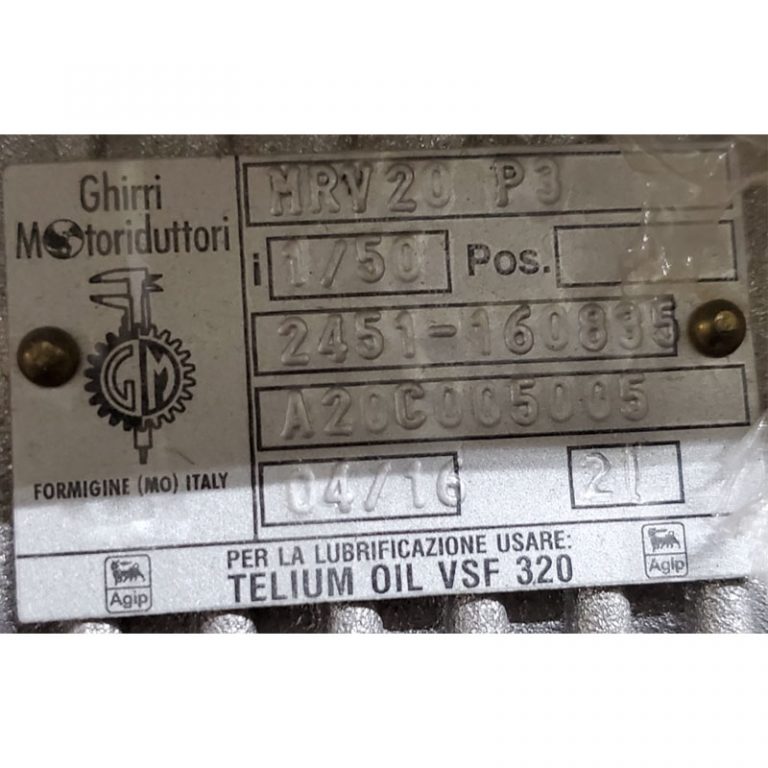 Ghirri
Motoriduttori
GM
FORMIGINE (MO) ITALY
MRV20 P3
i 1/50 Pos.
2451-160835
A20C005005
04/16 21
Agip
PER LA LUBRIFICAZIONE USARE:
TELIUM OIL VSF 320
Agip